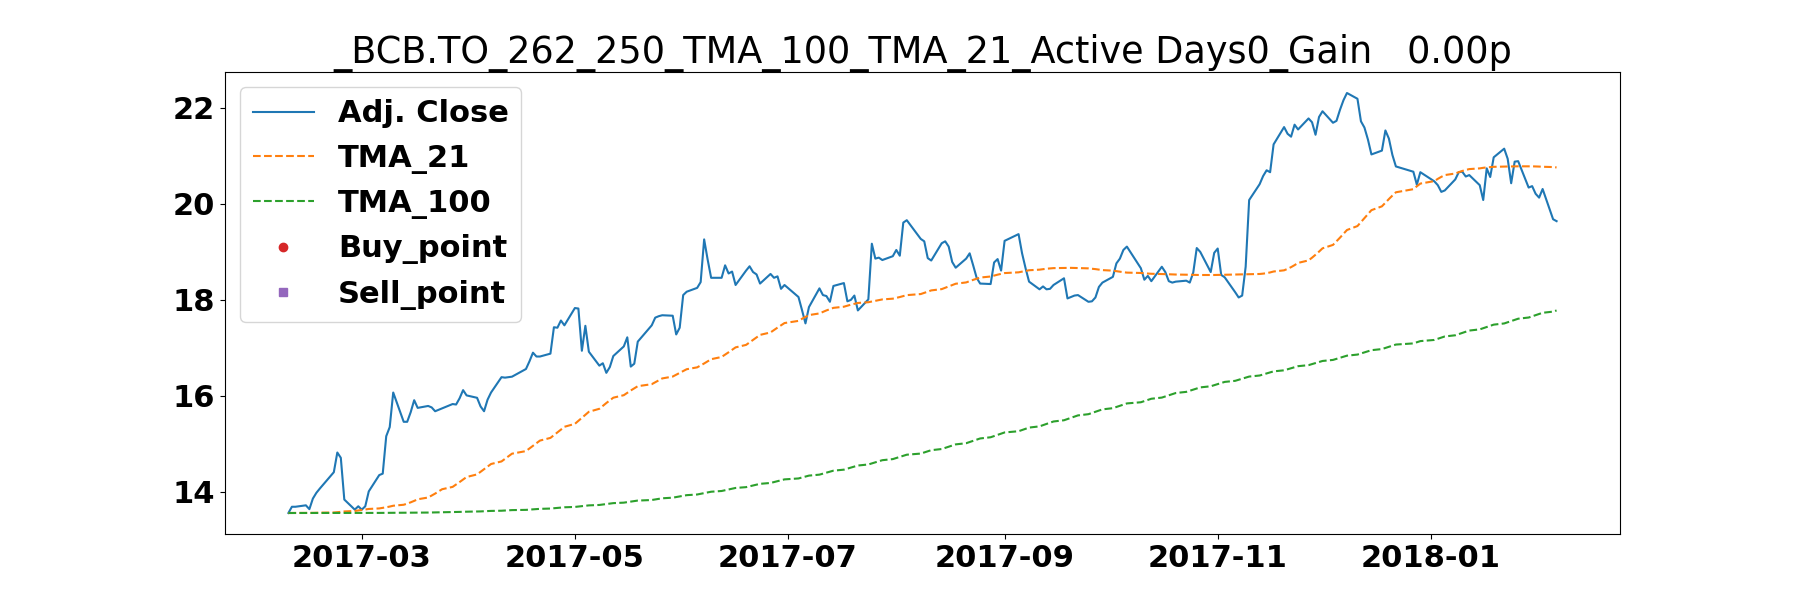 _BCB.TO_262_250_TMA_100_TMA_21_Active Days0_Gain   0.00p
Adj. Close
TMA_21
TMA_100
Buy_point
Sell_point
22
20
18
16
14
2017-03 2017-05 2017-07 2017-09 2017-11 2018-01